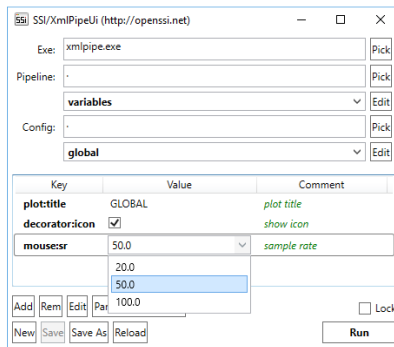 SSI/XmlPipeUi (http://openssi.net)
Exe: xmlpipe.exe Pick
Pipeline: . Pick
variables Edit
Config: . Pick
global Edit
Key Value Comment
plot:title GLOBAL plot title
decorator:icon show icon
mouse:sr 50.0 sample rate
20.0
50.0
100.0
Add Rem Edit Lock
New Save Save As Reload Run